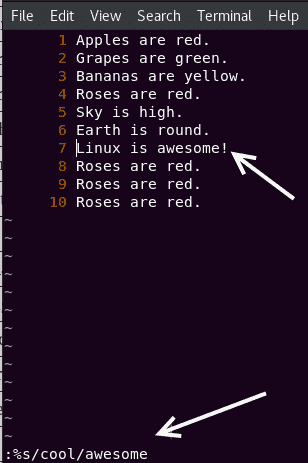 File Edit View Search Terminal Help
1 Apples are red.
2 Grapes are green.
3 Bananas are yellow.
4 Roses are red.
5 Sky is high.
6 Earth is round.
7 Linux is awesome!
8 Roses are red.
9 Roses are red.
10 Roses are red.
~
~
~
~
~
~
~
~
~
~
~
~
~
:%s/cool/awesome